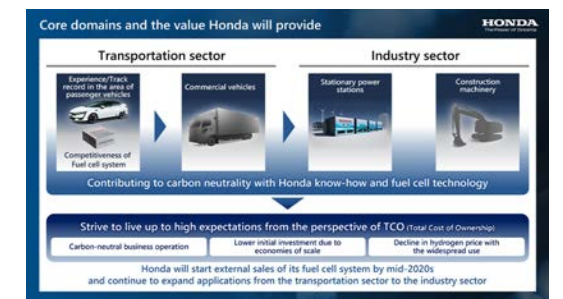 Core domains and the value Honda will provide
HONDA
The Power of Dreams
Transportation sector
Industry sector
Experience/Track
record in the area of
passenger vehicles
Competitiveness of
Fuel cell system
Commercial vehicles
Stationary power
stations
Construction
machinery
Contributing to carbon neutrality with Honda know-how and fuel cell technology
Strive to live up to high expectations from the perspective of TCO (Total Cost of Ownership)
Carbon-neutral business operation
Lower initial investment due to
economies of scale
Decline in hydrogen price with
the widespread use
Honda will start external sales of its fuel cell system by mid-2020s
and continue to expand applications from the transportation sector to the industry sector